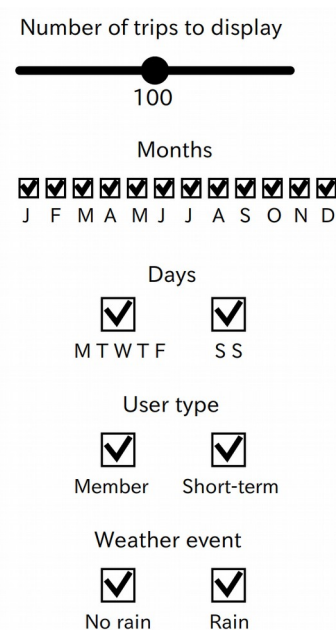 Number of trips to display
100
Months
J F M A M J J A S O N D
Days
M T W T F S S
User type
Member Short-term
Weather event
No rain Rain